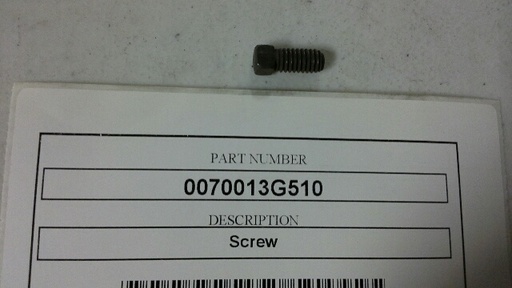 PART NUMBER
0070013G510
DESCRIPTION
Screw